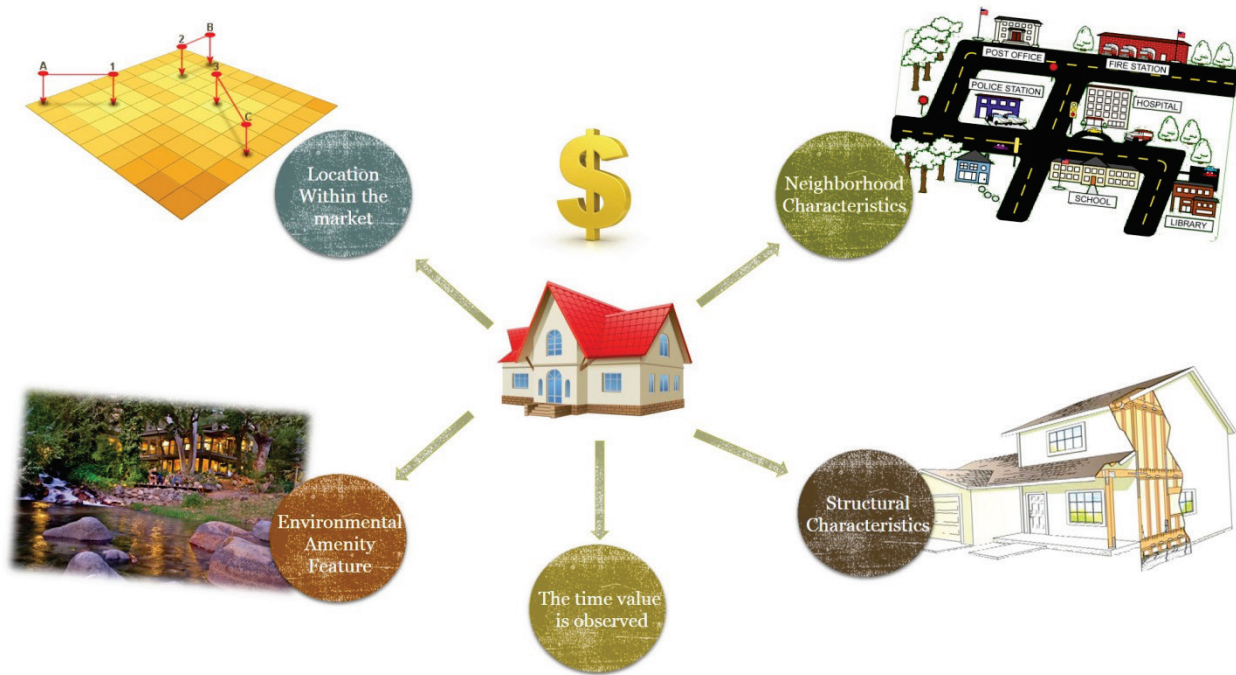 B
2
A
1
3
C
Location
Within the
market
$
POST OFFICE
FIRE STATION
POLICE STATION
HOSPITAL
SCHOOL
LIBRARY
Neighborhood
Characteristics
Environmental
Amenity
Feature
The time value
is observed
Structural
Characteristics